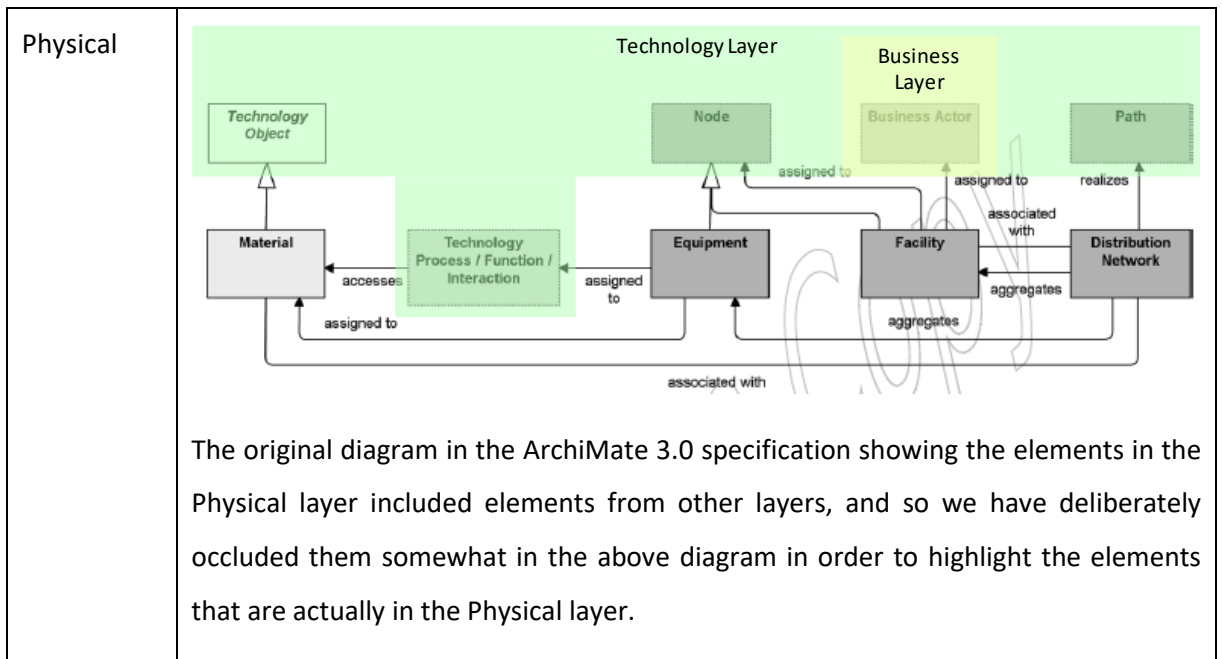 Physical
Technology Layer
Business
Layer
Technology
Object
Node
Business Actor
Path
assigned to
assigned to
realizes
associated
with
Material
Technology
Process / Function /
Interaction
Equipment
Facility
Distribution
Network
accesses
assigned
to
aggregates
assigned to
aggregates
associated with
Copy
The original diagram in the ArchiMate 3.0 specification showing the elements in the
Physical layer included elements from other layers, and so we have deliberately
occluded them somewhat in the above diagram in order to highlight the elements
that are actually in the Physical layer.